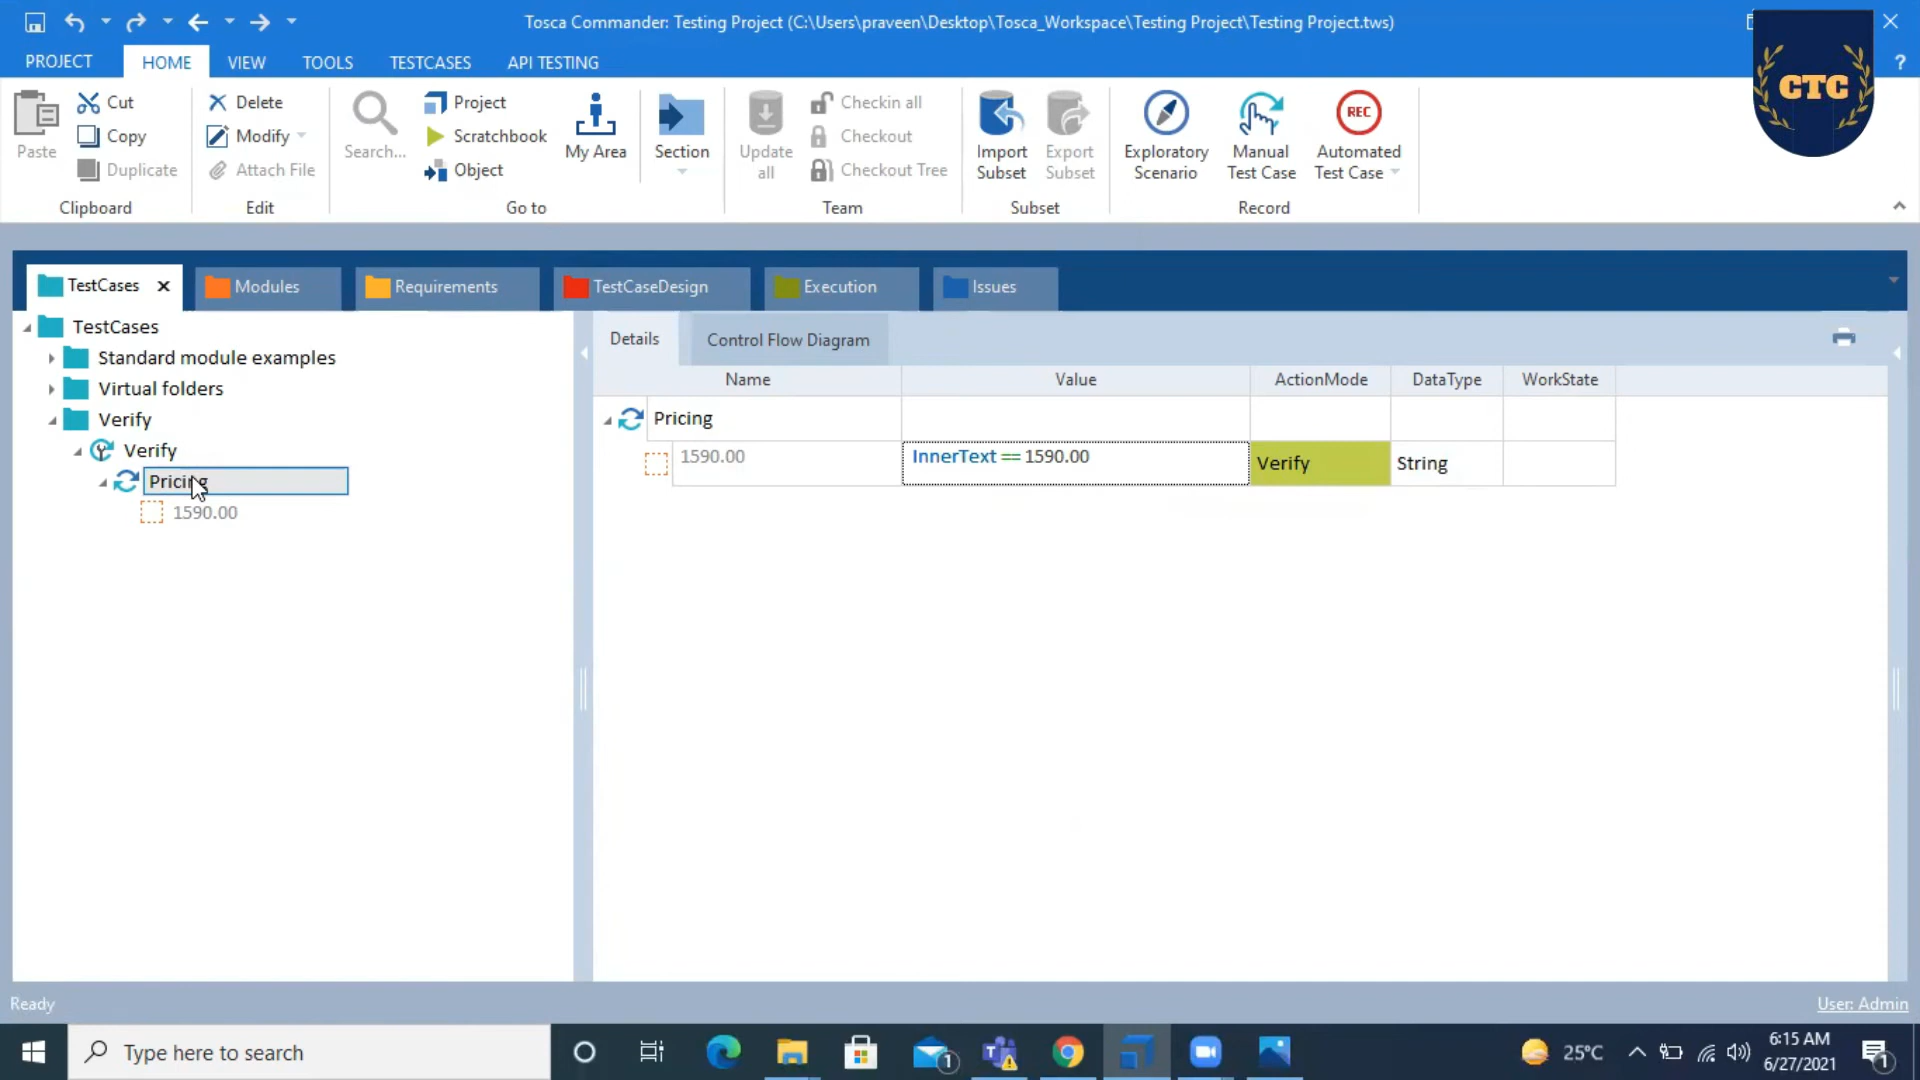 Tosca Commander: Testing Project (C:\Users\praveen\Desktop\Tosca_Workspace\Testing Project\Testing Project.tws)
PROJECT HOME VIEW TOOLS TESTCASES API TESTING
CTC
?
Paste
Cut
Copy
Duplicate
Clipboard
Delete
Modify
Attach File
Edit
Search...
Project
Scratchbook
Object
My Area
Section
Go to
Update all
Checkin all
Checkout
Checkout Tree
Team
Import Subset
Export Subset
Subset
Exploratory Scenario
Manual Test Case
REC
Automated Test Case
Record
TestCases Modules Requirements TestCaseDesign Execution Issues
TestCases
Standard module examples
Virtual folders
Verify
Verify
Pricing
1590.00
Details Control Flow Diagram
Name Value ActionMode DataType WorkState
Pricing
1590.00 InnerText == 1590.00 Verify String
Ready
User: Admin
Type here to search
1
25°C
6:15 AM
6/27/2021
1